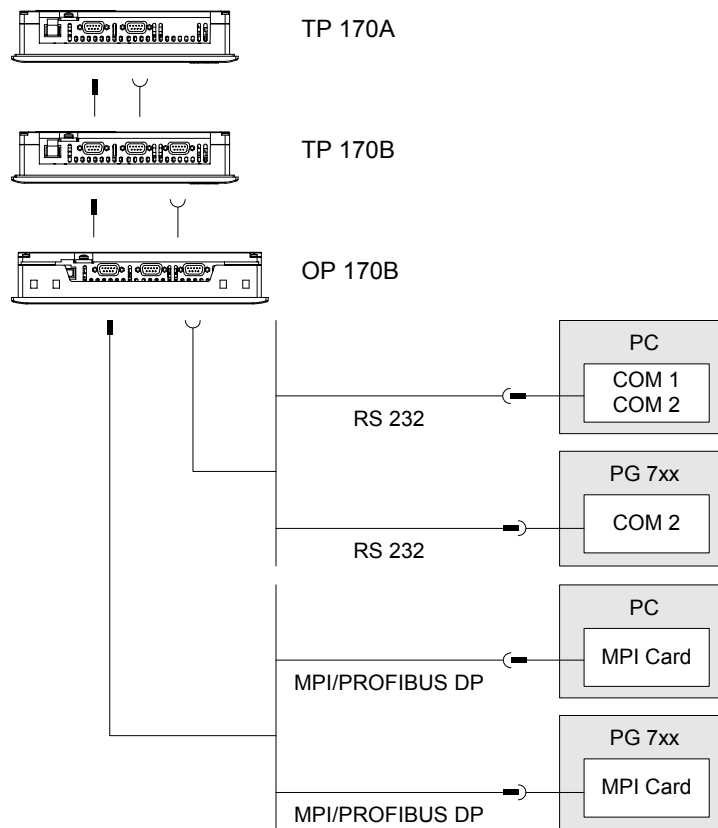 TP 170A
TP 170B
OP 170B
PC
COM 1
COM 2
RS 232
PG 7xx
COM 2
RS 232
PC
MPI Card
MPI/PROFIBUS DP
PG 7xx
MPI Card
MPI/PROFIBUS DP